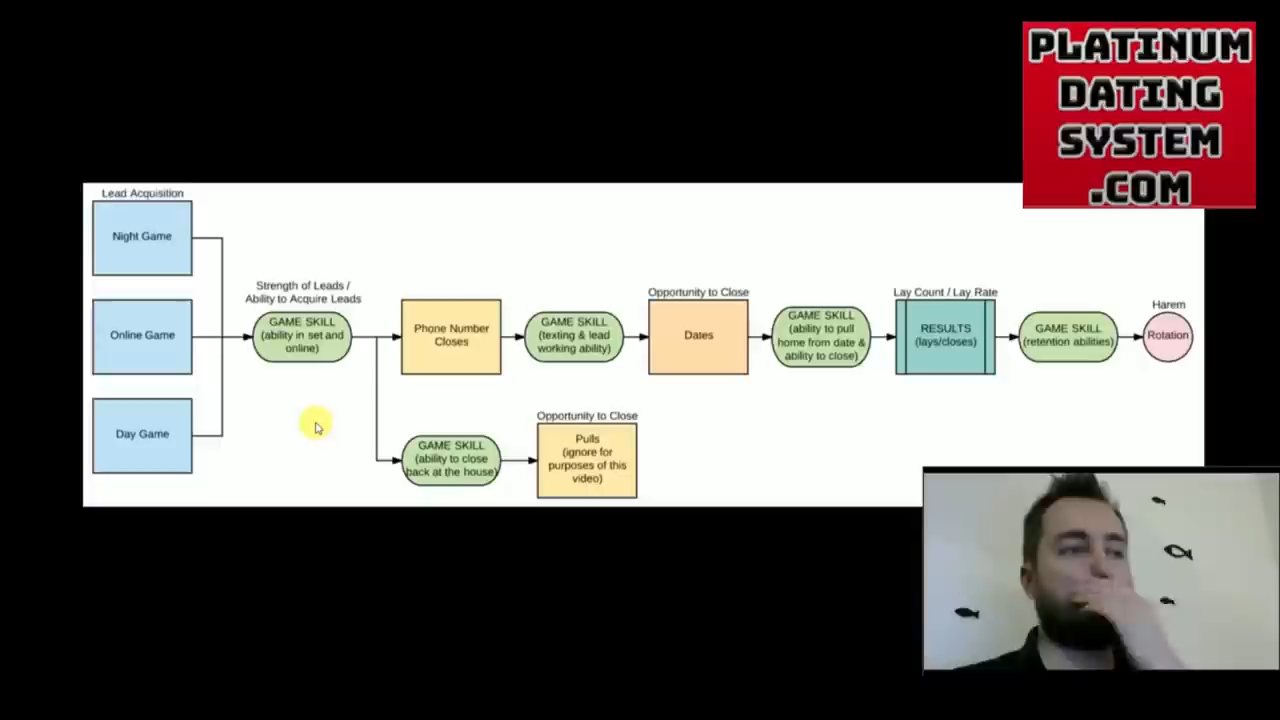 PLATINUM
DATING
SYSTEM
.COM
Lead Acquisition
Night Game
Online Game
Day Game
Strength of Leads /
Ability to Acquire Leads
GAME SKILL
(ability in set and
online)
Phone Number
Closes
GAME SKILL
(texting & lead
working ability)
Opportunity to Close
Dates
GAME SKILL
(ability to pull
home from date &
ability to close)
Lay Count / Lay Rate
RESULTS
(lays/closes)
GAME SKILL
(retention abilities)
Harem
Rotation
GAME SKILL
(ability to close
back at the house)
Opportunity to Close
Pulls
(ignore for
purposes of this
video)